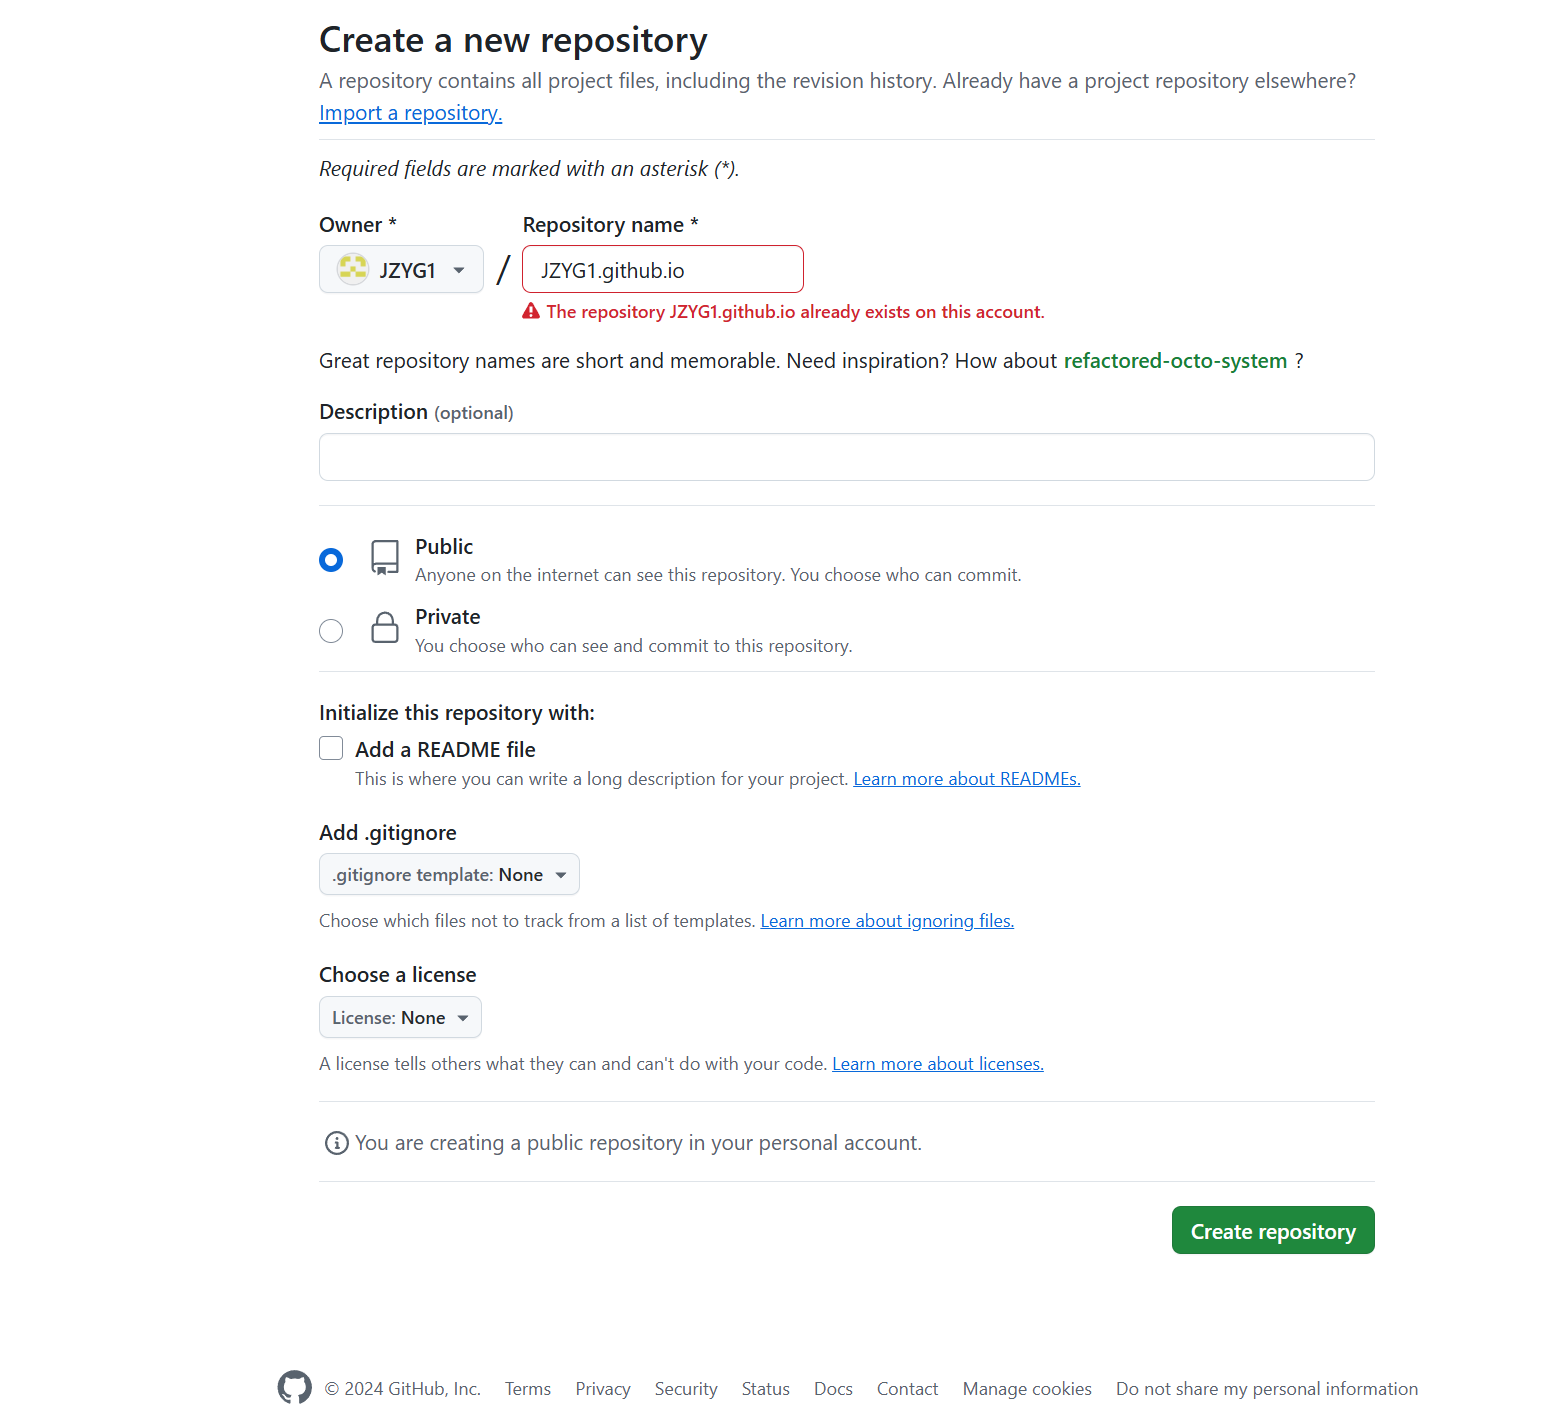 Create a new repository
A repository contains all project files, including the revision history. Already have a project repository elsewhere?
Import a repository.
Required fields are marked with an asterisk (*).
Owner * Repository name *
JZYG1 / JZYG1.github.io
The repository JZYG1.github.io already exists on this account.
Great repository names are short and memorable. Need inspiration? How about refactored-octo-system ?
Description (optional)
Public
Anyone on the internet can see this repository. You choose who can commit.
Private
You choose who can see and commit to this repository.
Initialize this repository with:
Add a README file
This is where you can write a long description for your project. Learn more about READMEs.
Add .gitignore
.gitignore template: None
Choose which files not to track from a list of templates. Learn more about ignoring files.
Choose a license
License: None
A license tells others what they can and can't do with your code. Learn more about licenses.
You are creating a public repository in your personal account.
Create repository
© 2024 GitHub, Inc. Terms Privacy Security Status Docs Contact Manage cookies Do not share my personal information